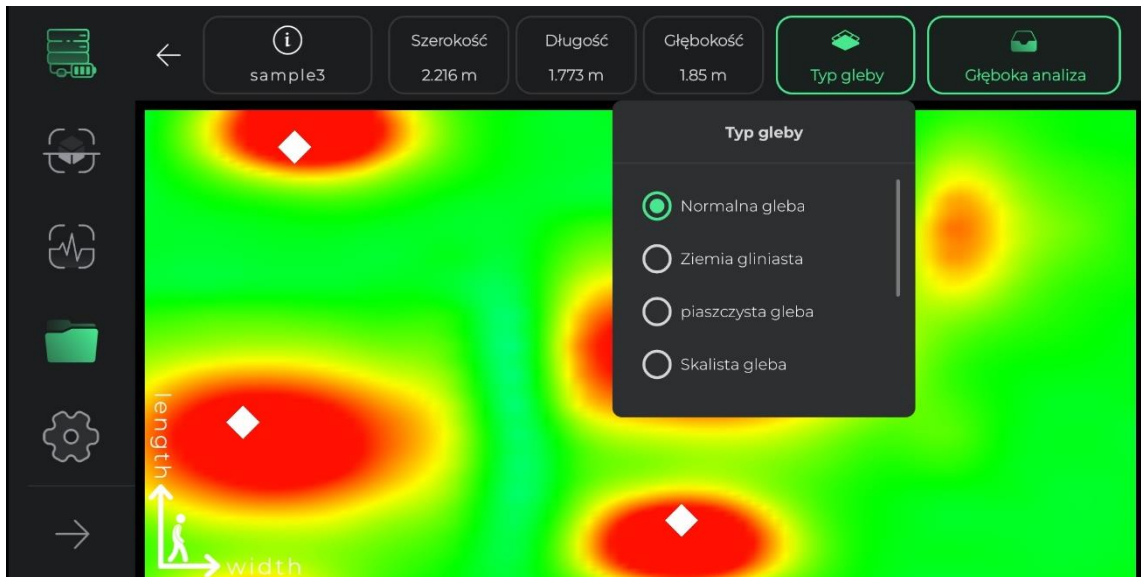 sample3
Szerokość
2.216 m
Długość
1.773 m
Głębokość
1.85 m
Typ gleby
Głęboka analiza
Typ gleby
Normalna gleba
Ziemia gliniasta
piaszczysta gleba
Skalista gleba
length
width